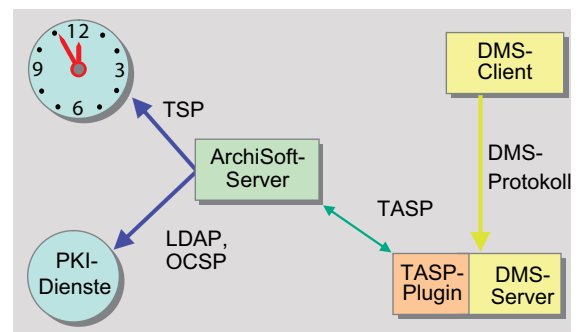 12
9
3
6
TSP
DMS-
Client
ArchiSoft-
Server
DMS-
Protokoll
TASP
LDAP,
OCSP
PKI-
Dienste
TASP-
Plugin
DMS-
Server